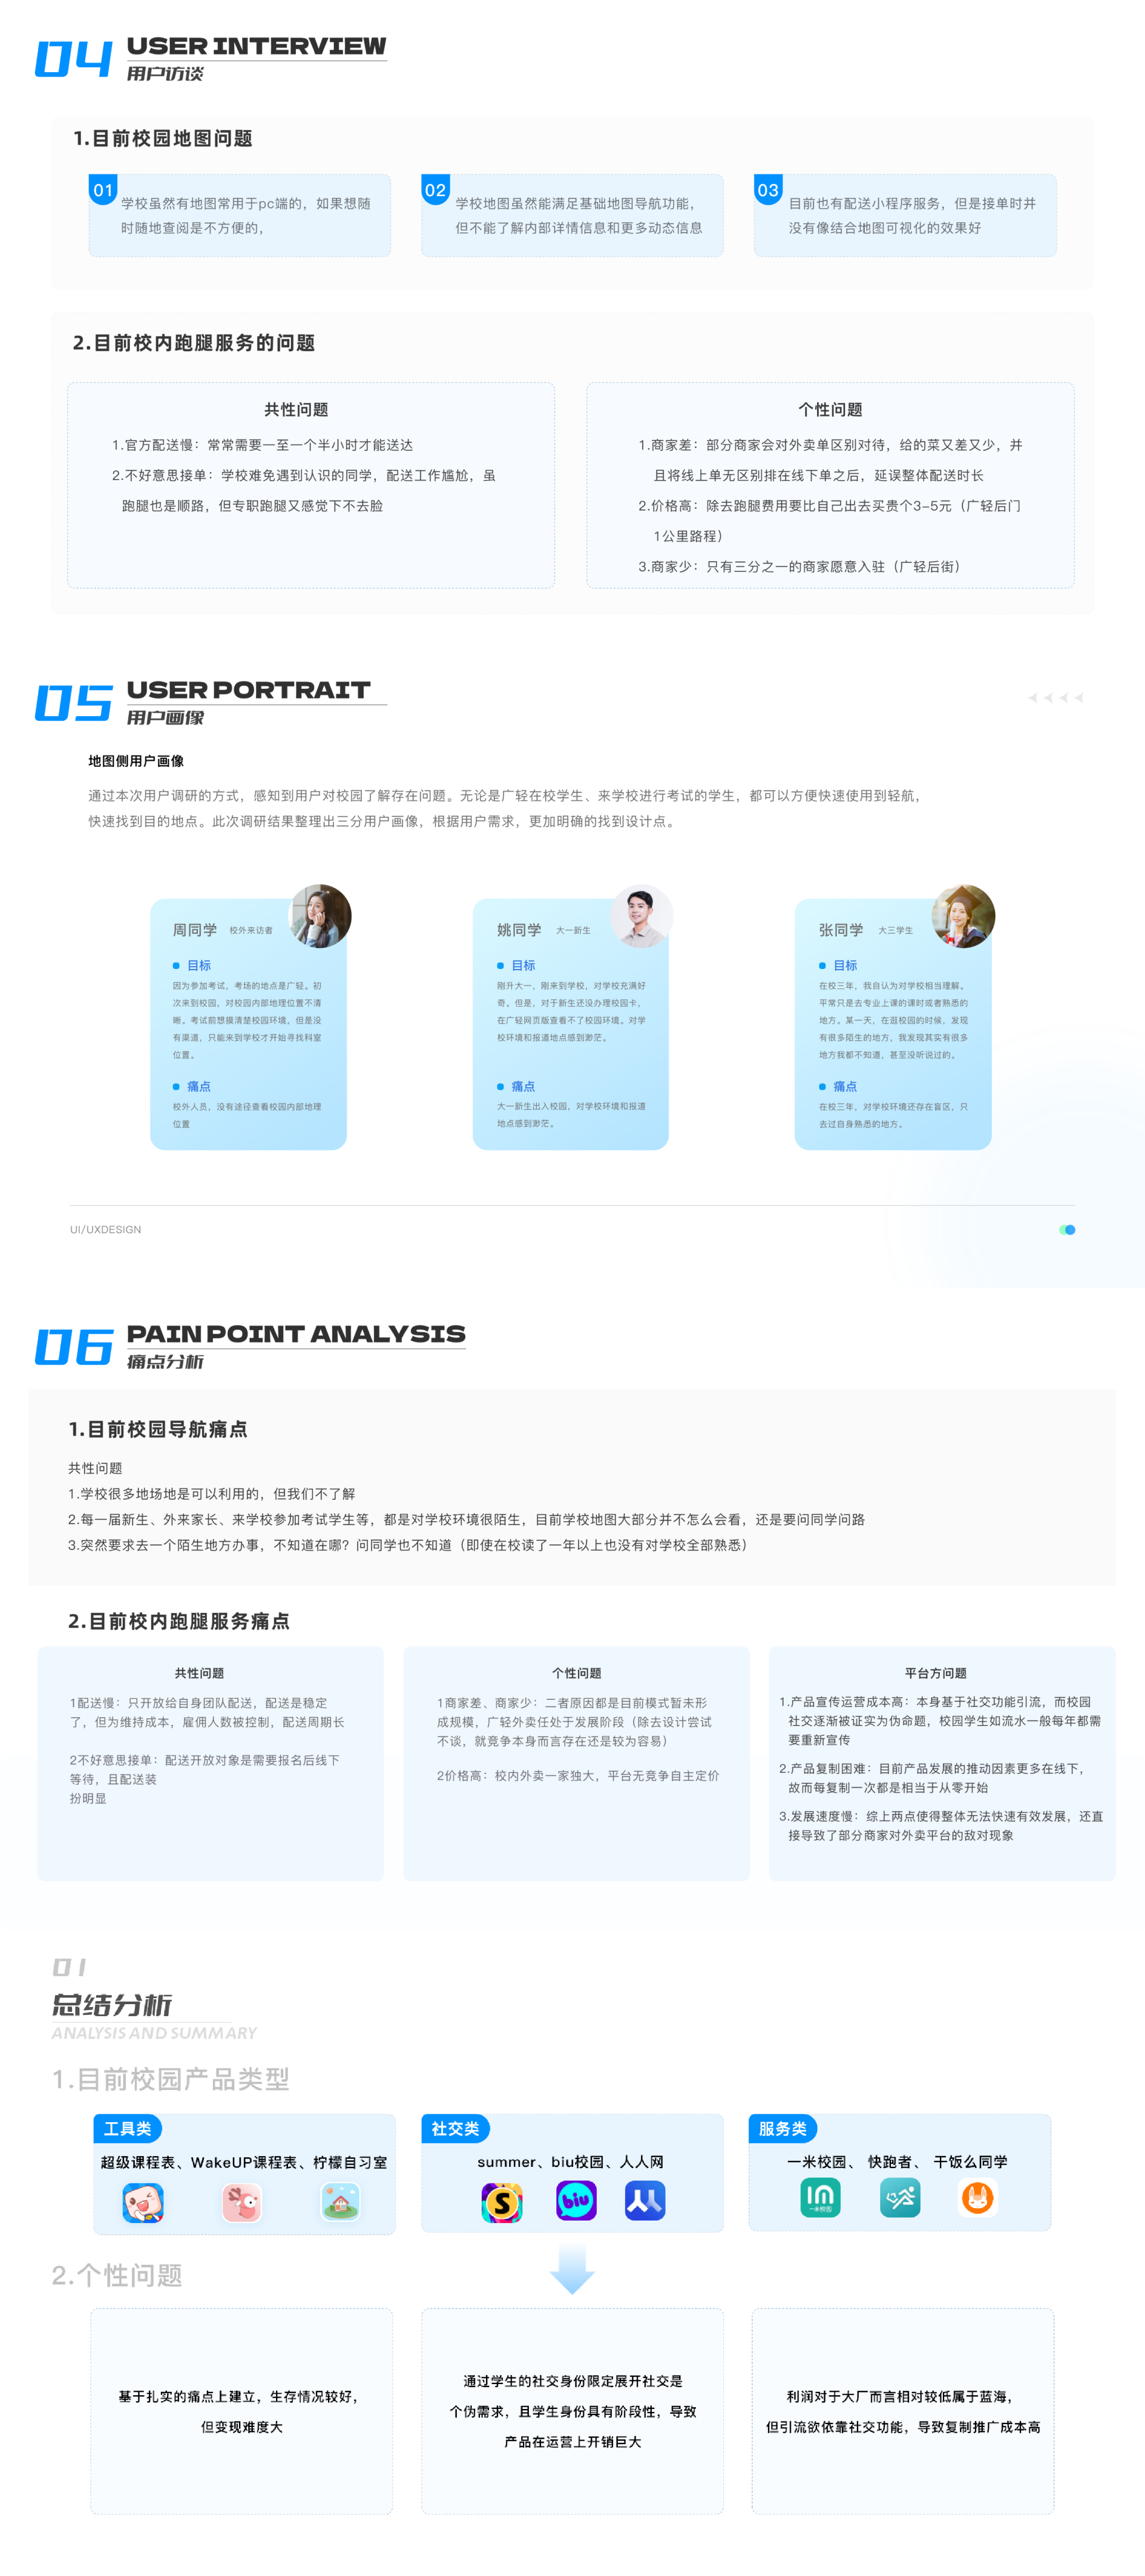 04
USER INTERVIEW
用户访谈
1.目前校园地图问题
01
学校虽然有地图常用于pc端的，如果想随
时随地查阅是不方便的，
02
学校地图虽然能满足基础地图导航功能，
但不能了解内部详情信息和更多动态信息
03
目前也有配送小程序服务，但是接单时并
没有像结合地图可视化的效果好
2.目前校内跑腿服务的问题
共性问题
1.官方配送慢：常常需要一至一个半小时才能送达
2.不好意思接单：学校难免遇到认识的同学，配送工作尴尬，虽
跑腿也是顺路，但专职跑腿又感觉下不去脸
个性问题
1.商家差：部分商家会对外卖单区别对待，给的菜又差又少，并
且将线上单无区别排在线下单之后，延误整体配送时长
2.价格高：除去跑腿费用要比自己出去买贵个3-5元（广轻后门
1公里路程）
3.商家少：只有三分之一的商家愿意入驻（广轻后街）
05
USER PORTRAIT
用户画像
地图侧用户画像
通过本次用户调研的方式，感知到用户对校园了解存在问题。无论是广轻在校学生、来学校进行考试的学生，都可以方便快速使用到轻航，
快速找到目的地点。此次调研结果整理出三分用户画像，根据用户需求，更加明确的找到设计点。
周同学 校外来访者
目标
因为参加考试，考场的地点是广轻。初
次来到校园，对校园内部地理位置不清
晰。考试前想摸清楚校园环境，但是没
有渠道，只能来到学校才开始寻找科室
位置。
痛点
校外人员，没有途径查看校园内部地理
位置
姚同学 大一新生
目标
刚升大一，刚来到学校，对学校充满好
奇。但是，对于新生还没办理校园卡，
在广轻网页版查看不了校园环境。对学
校环境和报道地点感到渺茫。
痛点
大一新生出入校园，对学校环境和报道
地点感到渺茫。
张同学 大三学生
目标
在校三年，我自认为对学校相当理解。
平常只是去专业上课的课时或者熟悉的
地方。某一天，在逛校园的时候，发现
有很多陌生的地方，我发现其实有很多
地方我都不知道，甚至没听说过的。
痛点
在校三年，对学校环境还存在盲区，只
去过自身熟悉的地方。
UI/UXDESIGN
06
PAIN POINT ANALYSIS
痛点分析
1.目前校园导航痛点
共性问题
1.学校很多地场地是可以利用的，但我们不了解
2.每一届新生、外来家长、来学校参加考试学生等，都是对学校环境很陌生，目前学校地图大部分并不怎么会看，还是要问同学问路
3.突然要求去一个陌生地方办事，不知道在哪？问同学也不知道（即使在校读了一年以上也没有对学校全部熟悉）
2.目前校内跑腿服务痛点
共性问题
1配送慢：只开放给自身团队配送，配送是稳定
了，但为维持成本，雇佣人数被控制，配送周期长
2不好意思接单：配送开放对象是需要报名后线下
等待，且配送装
扮明显
个性问题
1商家差、商家少：二者原因都是目前模式暂未形
成规模，广轻外卖任处于发展阶段（除去设计尝试
不谈，就竞争本身而言存在还是较为容易）
2价格高：校内外卖一家独大，平台无竞争自主定价
平台方问题
1.产品宣传运营成本高：本身基于社交功能引流，而校园
社交逐渐被证实为伪命题，校园学生如流水一般每年都需
要重新宣传
2.产品复制困难：目前产品发展的推动因素更多在线下，
故而每复制一次都是相当于从零开始
3.发展速度慢：综上两点使得整体无法快速有效发展，还直
接导致了部分商家对外卖平台的敌对现象
01
总结分析
ANALYSIS AND SUMMARY
1.目前校园产品类型
工具类
超级课程表、WakeUP课程表、柠檬自习室
社交类
summer、biu校园、人人网
S
biu
服务类
一米校园、 快跑者、 干饭么同学
一米校园
2.个性问题
基于扎实的痛点上建立，生存情况较好，
但变现难度大
通过学生的社交身份限定展开社交是
个伪需求，且学生身份具有阶段性，导致
产品在运营上开销巨大
利润对于大厂而言相对较低属于蓝海，
但引流欲依靠社交功能，导致复制推广成本高